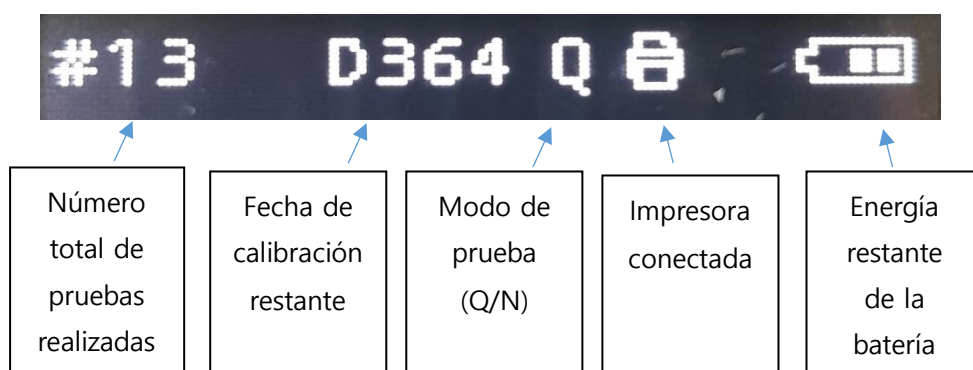 #13 D364 Q
Número
total de
pruebas
realizadas
Fecha de
calibración
restante
Modo de
prueba
(Q/N)
Impresora
conectada
Energía
restante
de la
batería